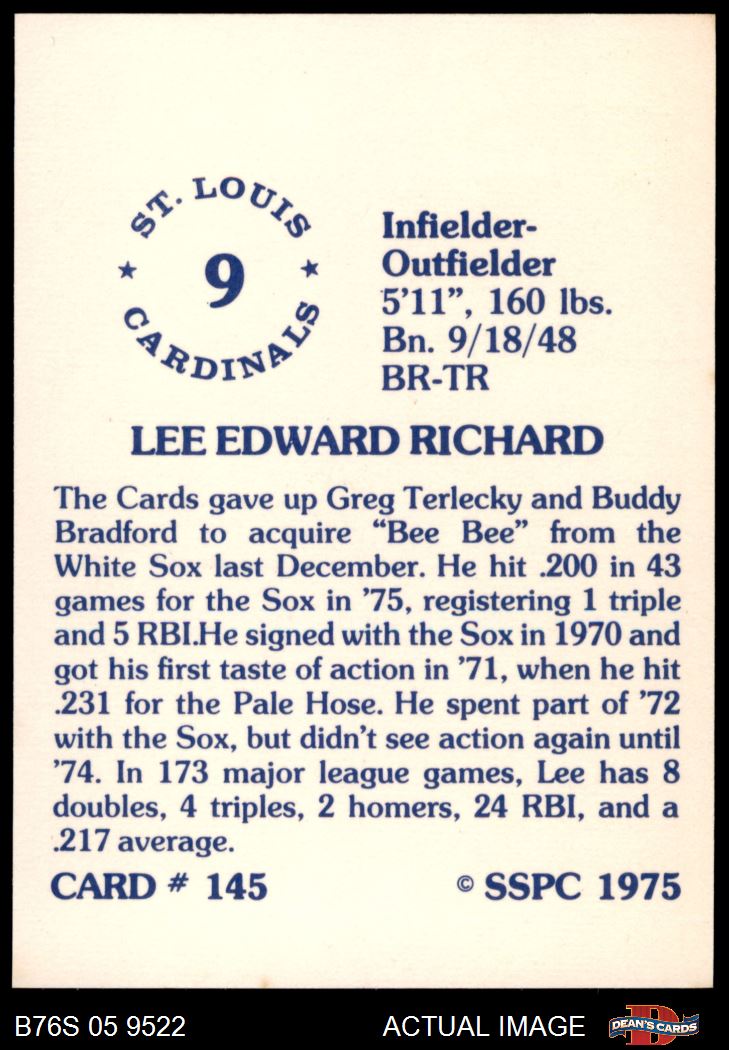 ST. LOUIS
★ 9 ★
CARDINALS
Infielder-
Outfielder
5'11”, 160 lbs.
Bn. 9/18/48
BR-TR
LEE EDWARD RICHARD
The Cards gave up Greg Terlecky and Buddy
Bradford to acquire “Bee Bee” from the
White Sox last December. He hit .200 in 43
games for the Sox in '75, registering 1 triple
and 5 RBI.He signed with the Sox in 1970 and
got his first taste of action in '71, when he hit
.231 for the Pale Hose. He spent part of '72
with the Sox, but didn't see action again until
'74. In 173 major league games, Lee has 8
doubles, 4 triples, 2 homers, 24 RBI, and a
.217 average.
CARD # 145 © SSPC 1975
B76S 05 9522 ACTUAL IMAGE DEAN'S CARDS